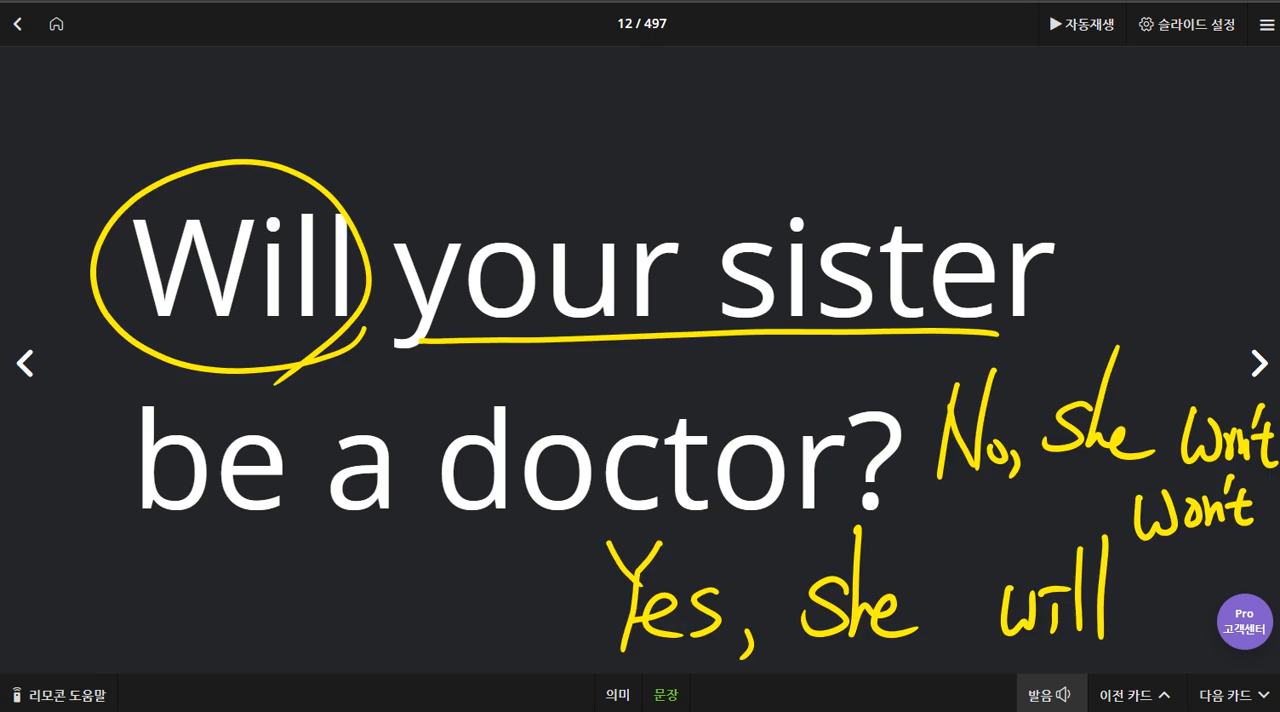 12 / 497
자동재생
슬라이드 설정
Will your sister
be a doctor?
No, she won't
won't
Yes, she will
Pro
고객센터
리모콘 도움말
의미
문장
발음
이전 카드
다음 카드